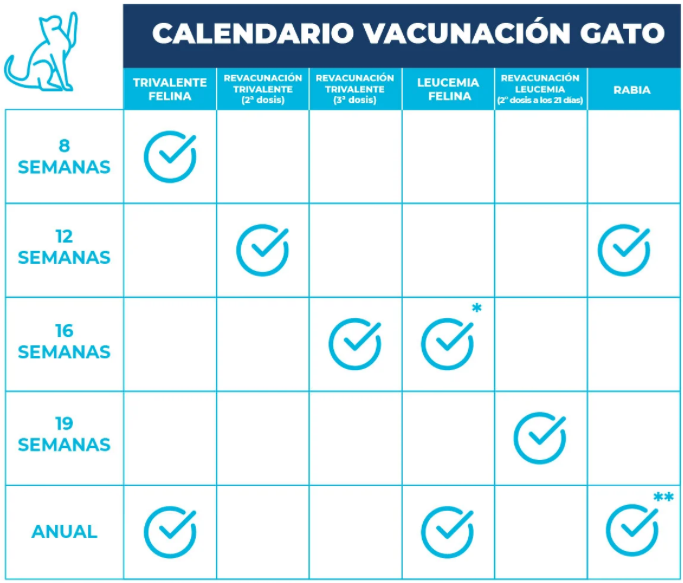 CALENDARIO VACUNACIÓN GATO
TRIVALENTE
FELINA
REVACUNACIÓN
TRIVALENTE
(2ª dosis)
REVACUNACIÓN
TRIVALENTE
(3ª dosis)
LEUCEMIA
FELINA
REVACUNACIÓN
LEUCEMIA
(2ª dosis a los 21 días)
RABIA
8
SEMANAS
12
SEMANAS
16
SEMANAS
*
19
SEMANAS
ANUAL
**